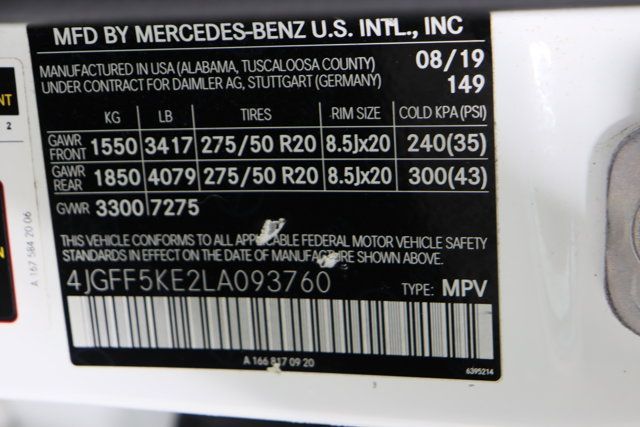 MFD BY MERCEDES-BENZ U.S. INTL., INC
MANUFACTURED IN USA (ALABAMA, TUSCALOOSA COUNTY) 08/19
UNDER CONTRACT FOR DAIMLER AG, STUTTGART (GERMANY) 149
KG LB TIRES RIM SIZE COLD KPA(PSI)
GAWR FRONT 1550 3417 275/50 R20 8.5Jx20 240(35)
GAWR REAR 1850 4079 275/50 R20 8.5Jx20 300(43)
GVWR 3300 7275
THIS VEHICLE CONFORMS TO ALL APPLICABLE FEDERAL MOTOR VEHICLE SAFETY
STANDARDS IN EFFECT ON THE DATE OF MANUFACTURE SHOWN ABOVE.
4JGFF5KE2LA093760 TYPE: MPV
A 166 817 09 20
6395214
A 167 584 20 06
NT
2
N